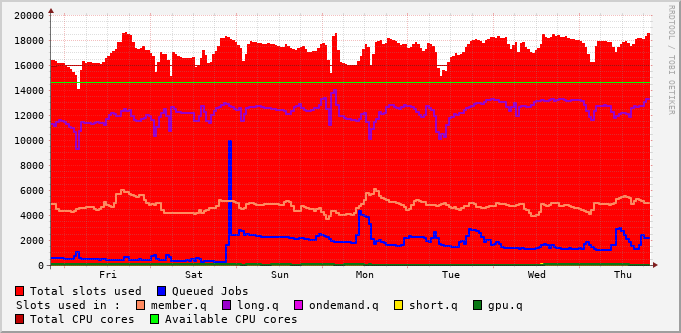 20000
18000
16000
14000
12000
10000
8000
6000
4000
2000
0
Fri Sat Sun Mon Tue Wed Thu
RRDTOOL / TOBI OETIKER
Total slots used Queued Jobs
Slots used in : member.q long.q ondemand.q short.q gpu.q
Total CPU cores Available CPU cores